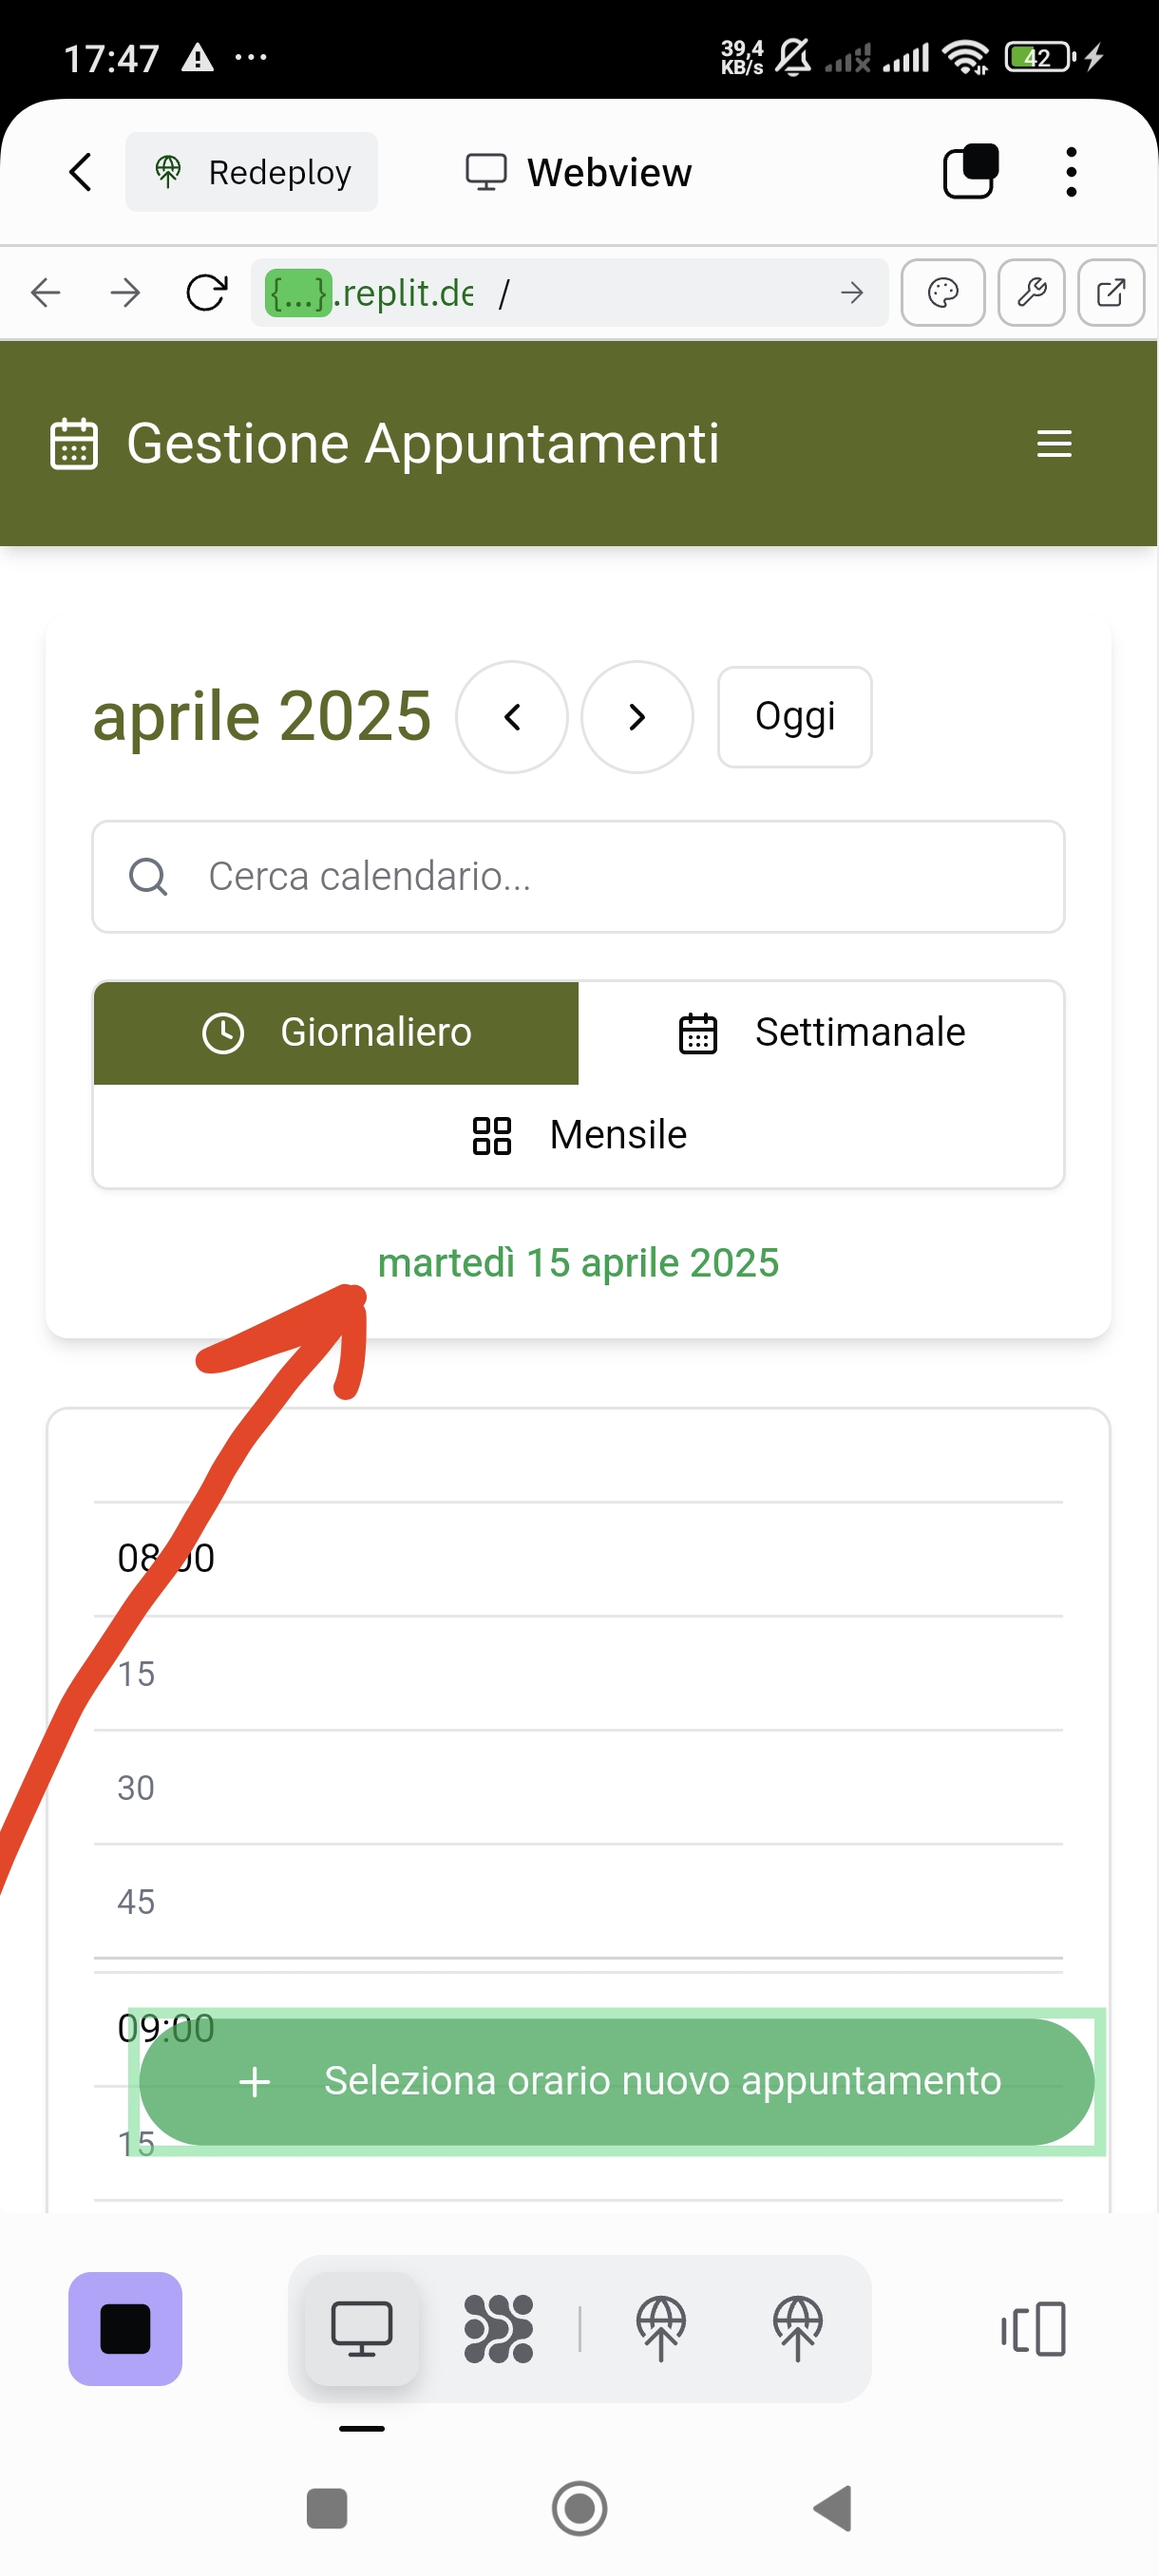 17:47
39,4
KB/s
42
Redeploy
Webview
{...}.replit.de /
Gestione Appuntamenti
aprile 2025
Oggi
Cerca calendario...
Giornaliero
Settimanale
Mensile
martedì 15 aprile 2025
08:00
15
30
45
09:00
+ Seleziona orario nuovo appuntamento
15